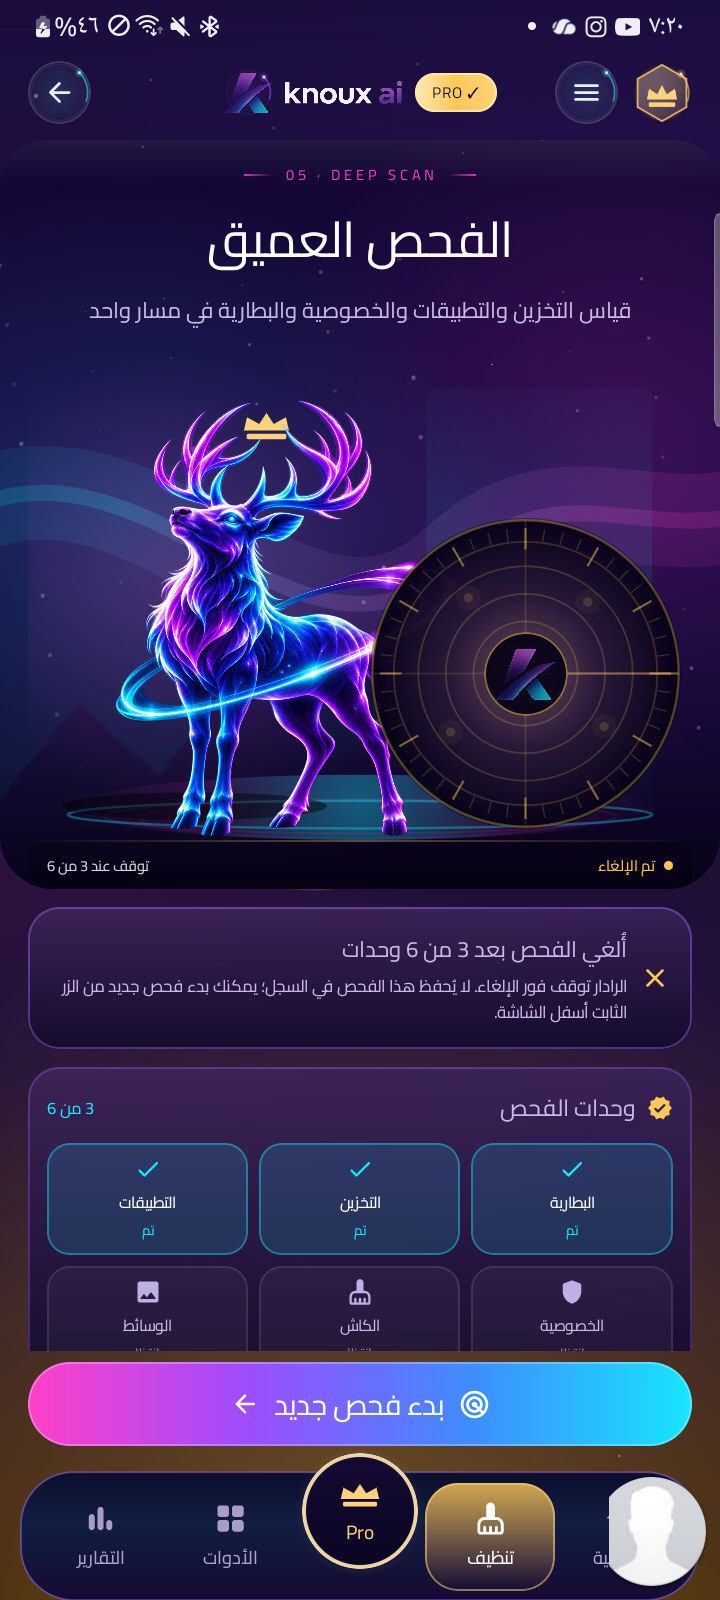 ٧:٢٠
%٤٦
knoux ai
PRO ✓
05 · DEEP SCAN
الفحص العميق
قياس التخزين والتطبيقات والخصوصية والبطارية في مسار واحد
تم الإلغاء
توقف عند 3 من 6
أُلغي الفحص بعد 3 من 6 وحدات
الرادار توقف فور الإلغاء. لا يُحفظ هذا الفحص في السجل؛ يمكنك بدء فحص جديد من الزر
الثابت أسفل الشاشة.
وحدات الفحص
3 من 6
البطارية
تم
التخزين
تم
التطبيقات
تم
الخصوصية
الكاش
الوسائط
بدء فحص جديد
تنظيف
Pro
الأدوات
التقارير